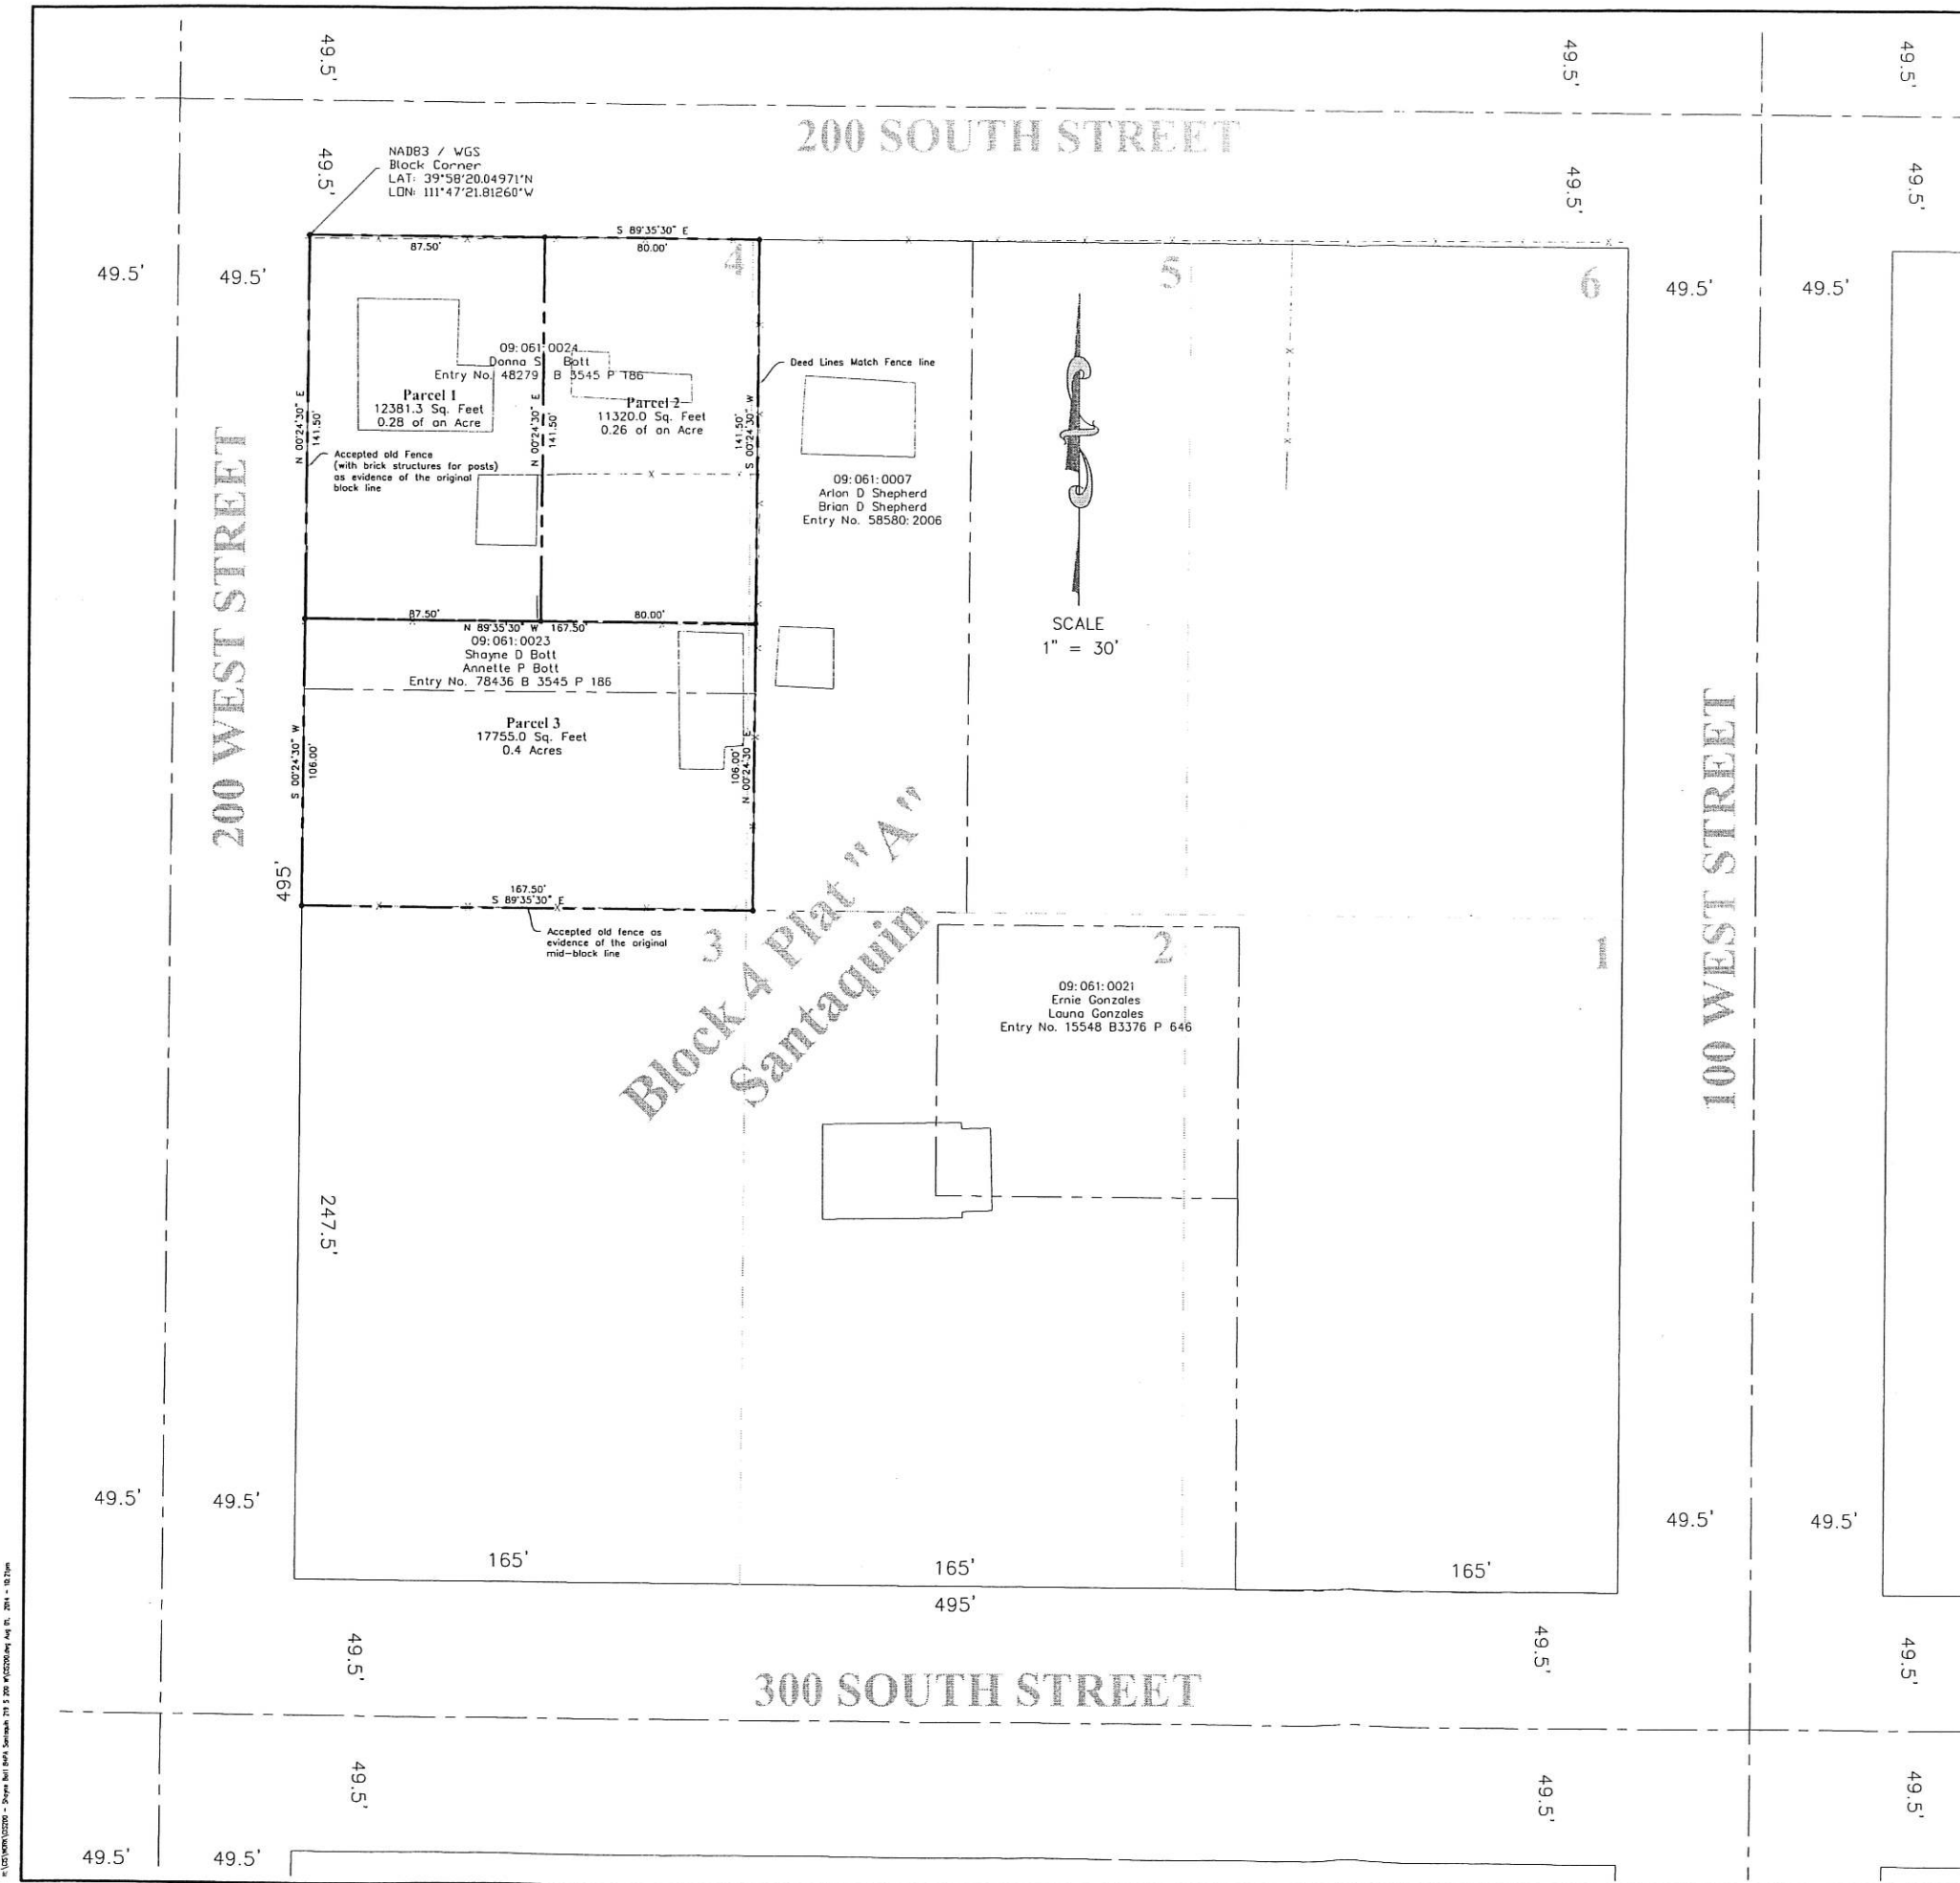 49.5'
49.5'
49.5'
200 SOUTH STREET
NAD83 / WGS
Block Corner
LAT: 39°58'20.04971"N
LON: 111°47'21.81260"W
49.5'
49.5'
49.5'
S 89°35'30" E
87.50'
80.00'
4
5
6
49.5'
49.5'
49.5'
49.5'
09:061:0024
Donna S Bott
Entry No. 48279 B 3545 P 186
Parcel 1
12381.3 Sq. Feet
0.28 of an Acre
Parcel 2
11320.0 Sq. Feet
0.26 of an Acre
N 00°24'30" E
141.50'
N 00°24'30" E
141.50'
141.50'
S 00°24'30" W
Deed Lines Match Fence line
Accepted old Fence
(with brick structures for posts)
as evidence of the original
block line
09:061:0007
Arlon D Shepherd
Brian D Shepherd
Entry No. 58580:2006
SCALE
1" = 30'
200 WEST STREET
87.50'
80.00'
N 89°35'30" W 167.50'
09:061:0023
Shayne D Bott
Annette P Bott
Entry No. 78436 B 3545 P 186
Parcel 3
17755.0 Sq. Feet
0.4 Acres
S 00°24'30" W
106.00'
106.00'
N 00°24'30 E
495'
167.50'
S 89°35'30" E
Accepted old fence as
evidence of the original
mid-block line
Block 4 Plat "A"
Santaquin
3
2
1
09:061:0021
Ernie Gonzales
Launa Gonzales
Entry No. 15548 B3376 P 646
100 WEST STREET
247.5'
49.5'
49.5'
49.5'
49.5'
165'
165'
165'
495'
49.5'
49.5'
49.5'
300 SOUTH STREET
49.5'
49.5'
49.5'
49.5'
49.5'